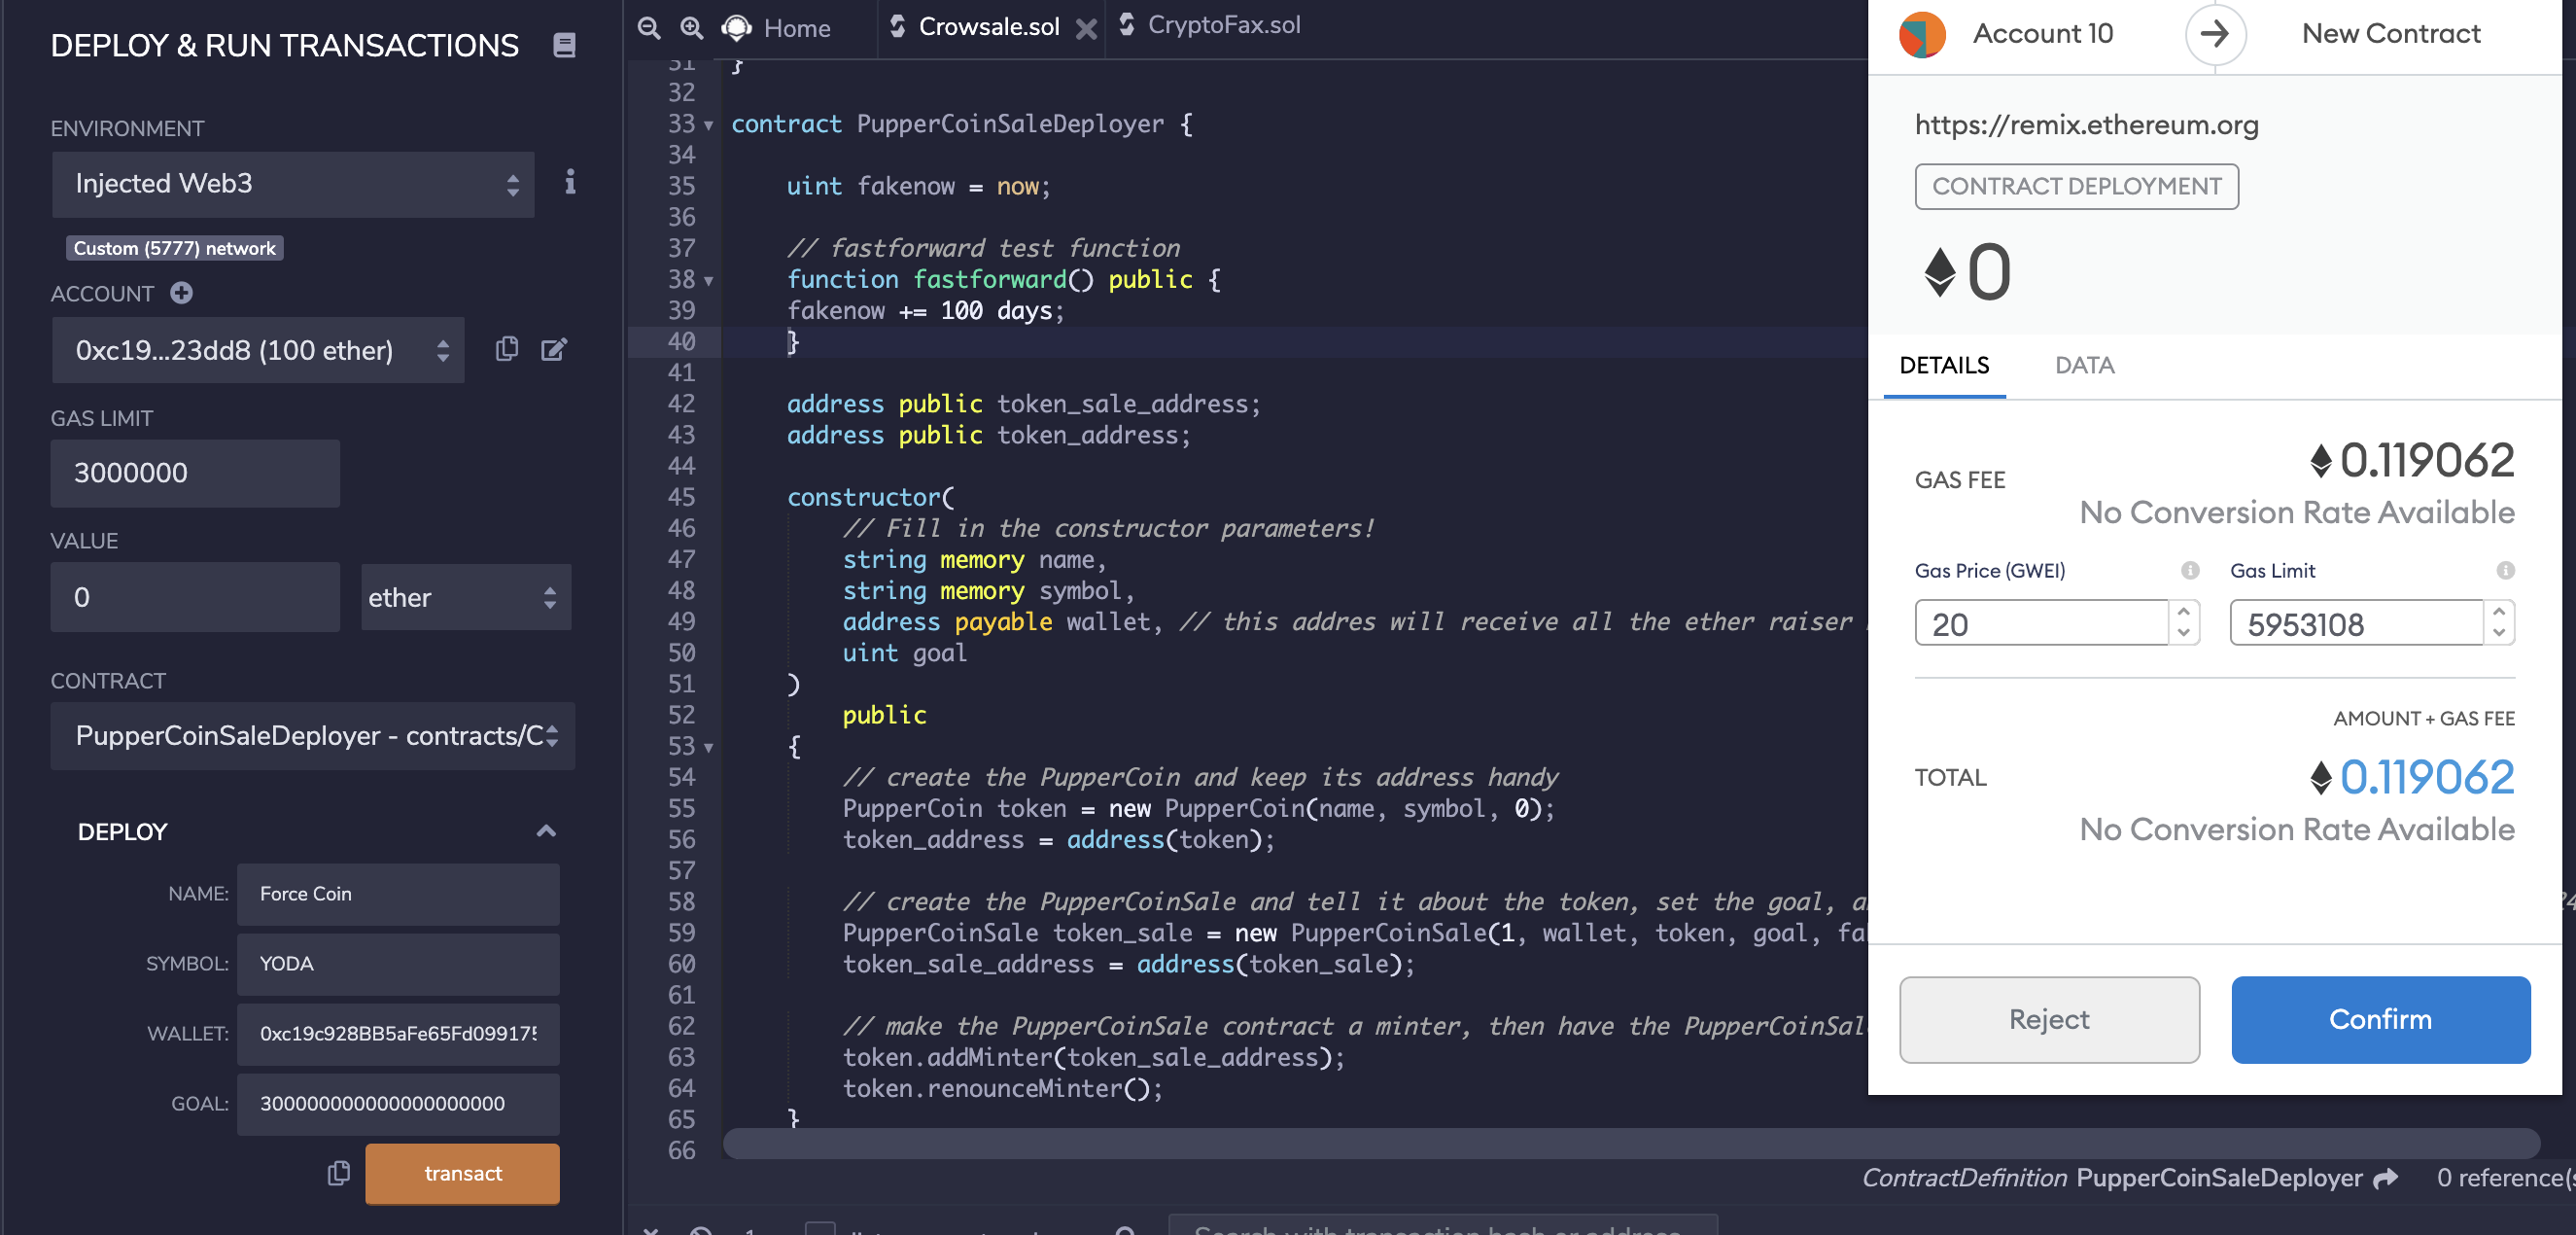 DEPLOY & RUN TRANSACTIONS
ENVIRONMENT
Injected Web3
Custom (5777) network
ACCOUNT
0xc19...23dd8 (100 ether)
GAS LIMIT
3000000
VALUE
0
ether
CONTRACT
PupperCoinSaleDeployer - contracts/C
DEPLOY
NAME:
Force Coin
SYMBOL:
YODA
WALLET:
0xc19c928BB5aFe65Fd099175
GOAL:
300000000000000000000
transact
Home
Crowsale.sol
CryptoFax.sol
31 }
32
33 contract PupperCoinSaleDeployer {
34
35 uint fakenow = now;
36
37 // fastforward test function
38 function fastforward() public {
39 fakenow += 100 days;
40 }
41
42 address public token_sale_address;
43 address public token_address;
44
45 constructor(
46 // Fill in the constructor parameters!
47 string memory name,
48 string memory symbol,
49 address payable wallet, // this addres will receive all the ether raiser
50 uint goal
51 )
52 public
53 {
54 // create the PupperCoin and keep its address handy
55 PupperCoin token = new PupperCoin(name, symbol, 0);
56 token_address = address(token);
57
58 // create the PupperCoinSale and tell it about the token, set the goal, a
59 PupperCoinSale token_sale = new PupperCoinSale(1, wallet, token, goal, fa
60 token_sale_address = address(token_sale);
61
62 // make the PupperCoinSale contract a minter, then have the PupperCoinSal
63 token.addMinter(token_sale_address);
64 token.renounceMinter();
65 }
66
ContractDefinition PupperCoinSaleDeployer
0 reference(s
Search with transaction hash or address
Account 10
New Contract
https://remix.ethereum.org
CONTRACT DEPLOYMENT
0
DETAILS
DATA
GAS FEE
0.119062
No Conversion Rate Available
Gas Price (GWEI)
Gas Limit
20
5953108
AMOUNT + GAS FEE
TOTAL
0.119062
No Conversion Rate Available
Reject
Confirm